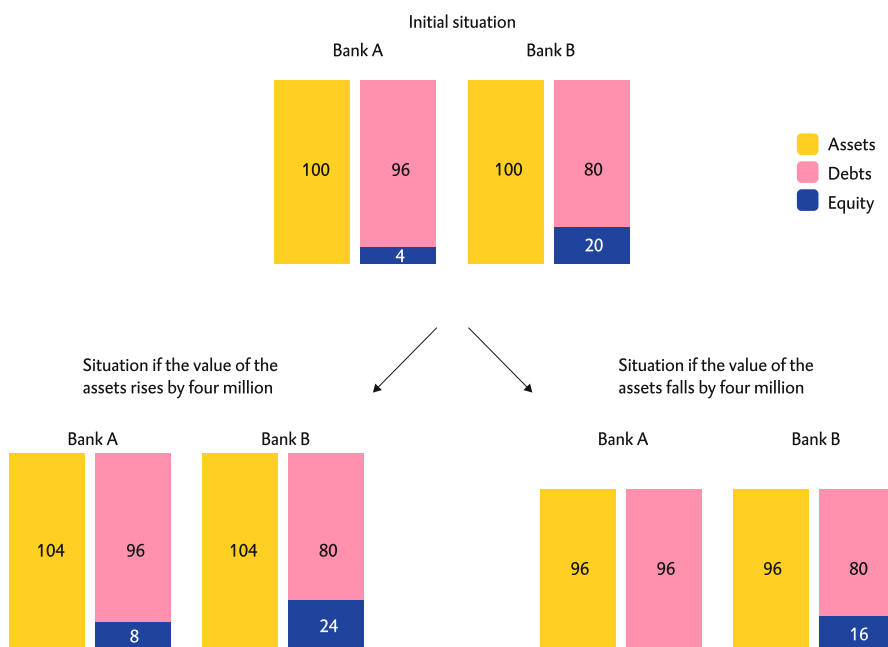 Initial situation
Bank A
Bank B
100
96
4
100
80
20
Assets
Debts
Equity
Situation if the value of the
assets rises by four million
Bank A
Bank B
104
96
8
104
80
24
Situation if the value of the
assets falls by four million
Bank A
Bank B
96
96
96
80
16